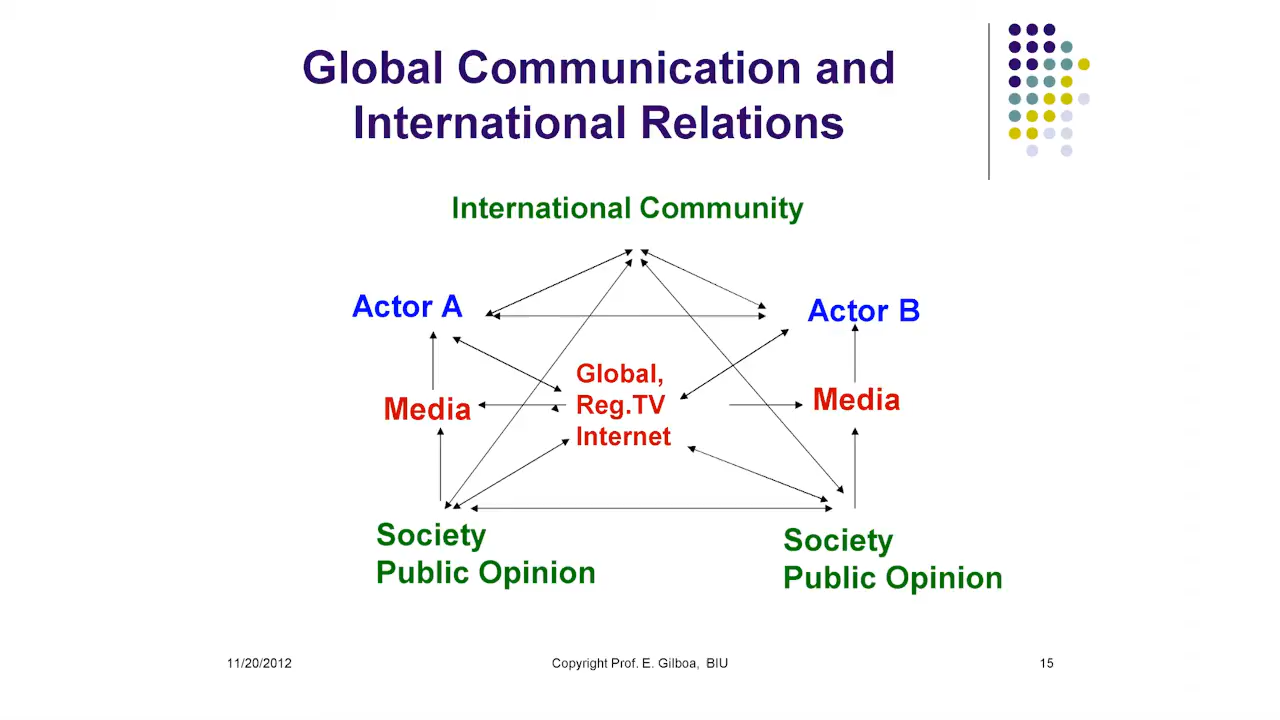 Global Communication and
International Relations
International Community
Actor A
Actor B
Global,
Reg.TV
Internet
Media
Media
Society
Public Opinion
Society
Public Opinion
11/20/2012
Copyright Prof. E. Gilboa,  BIU
15